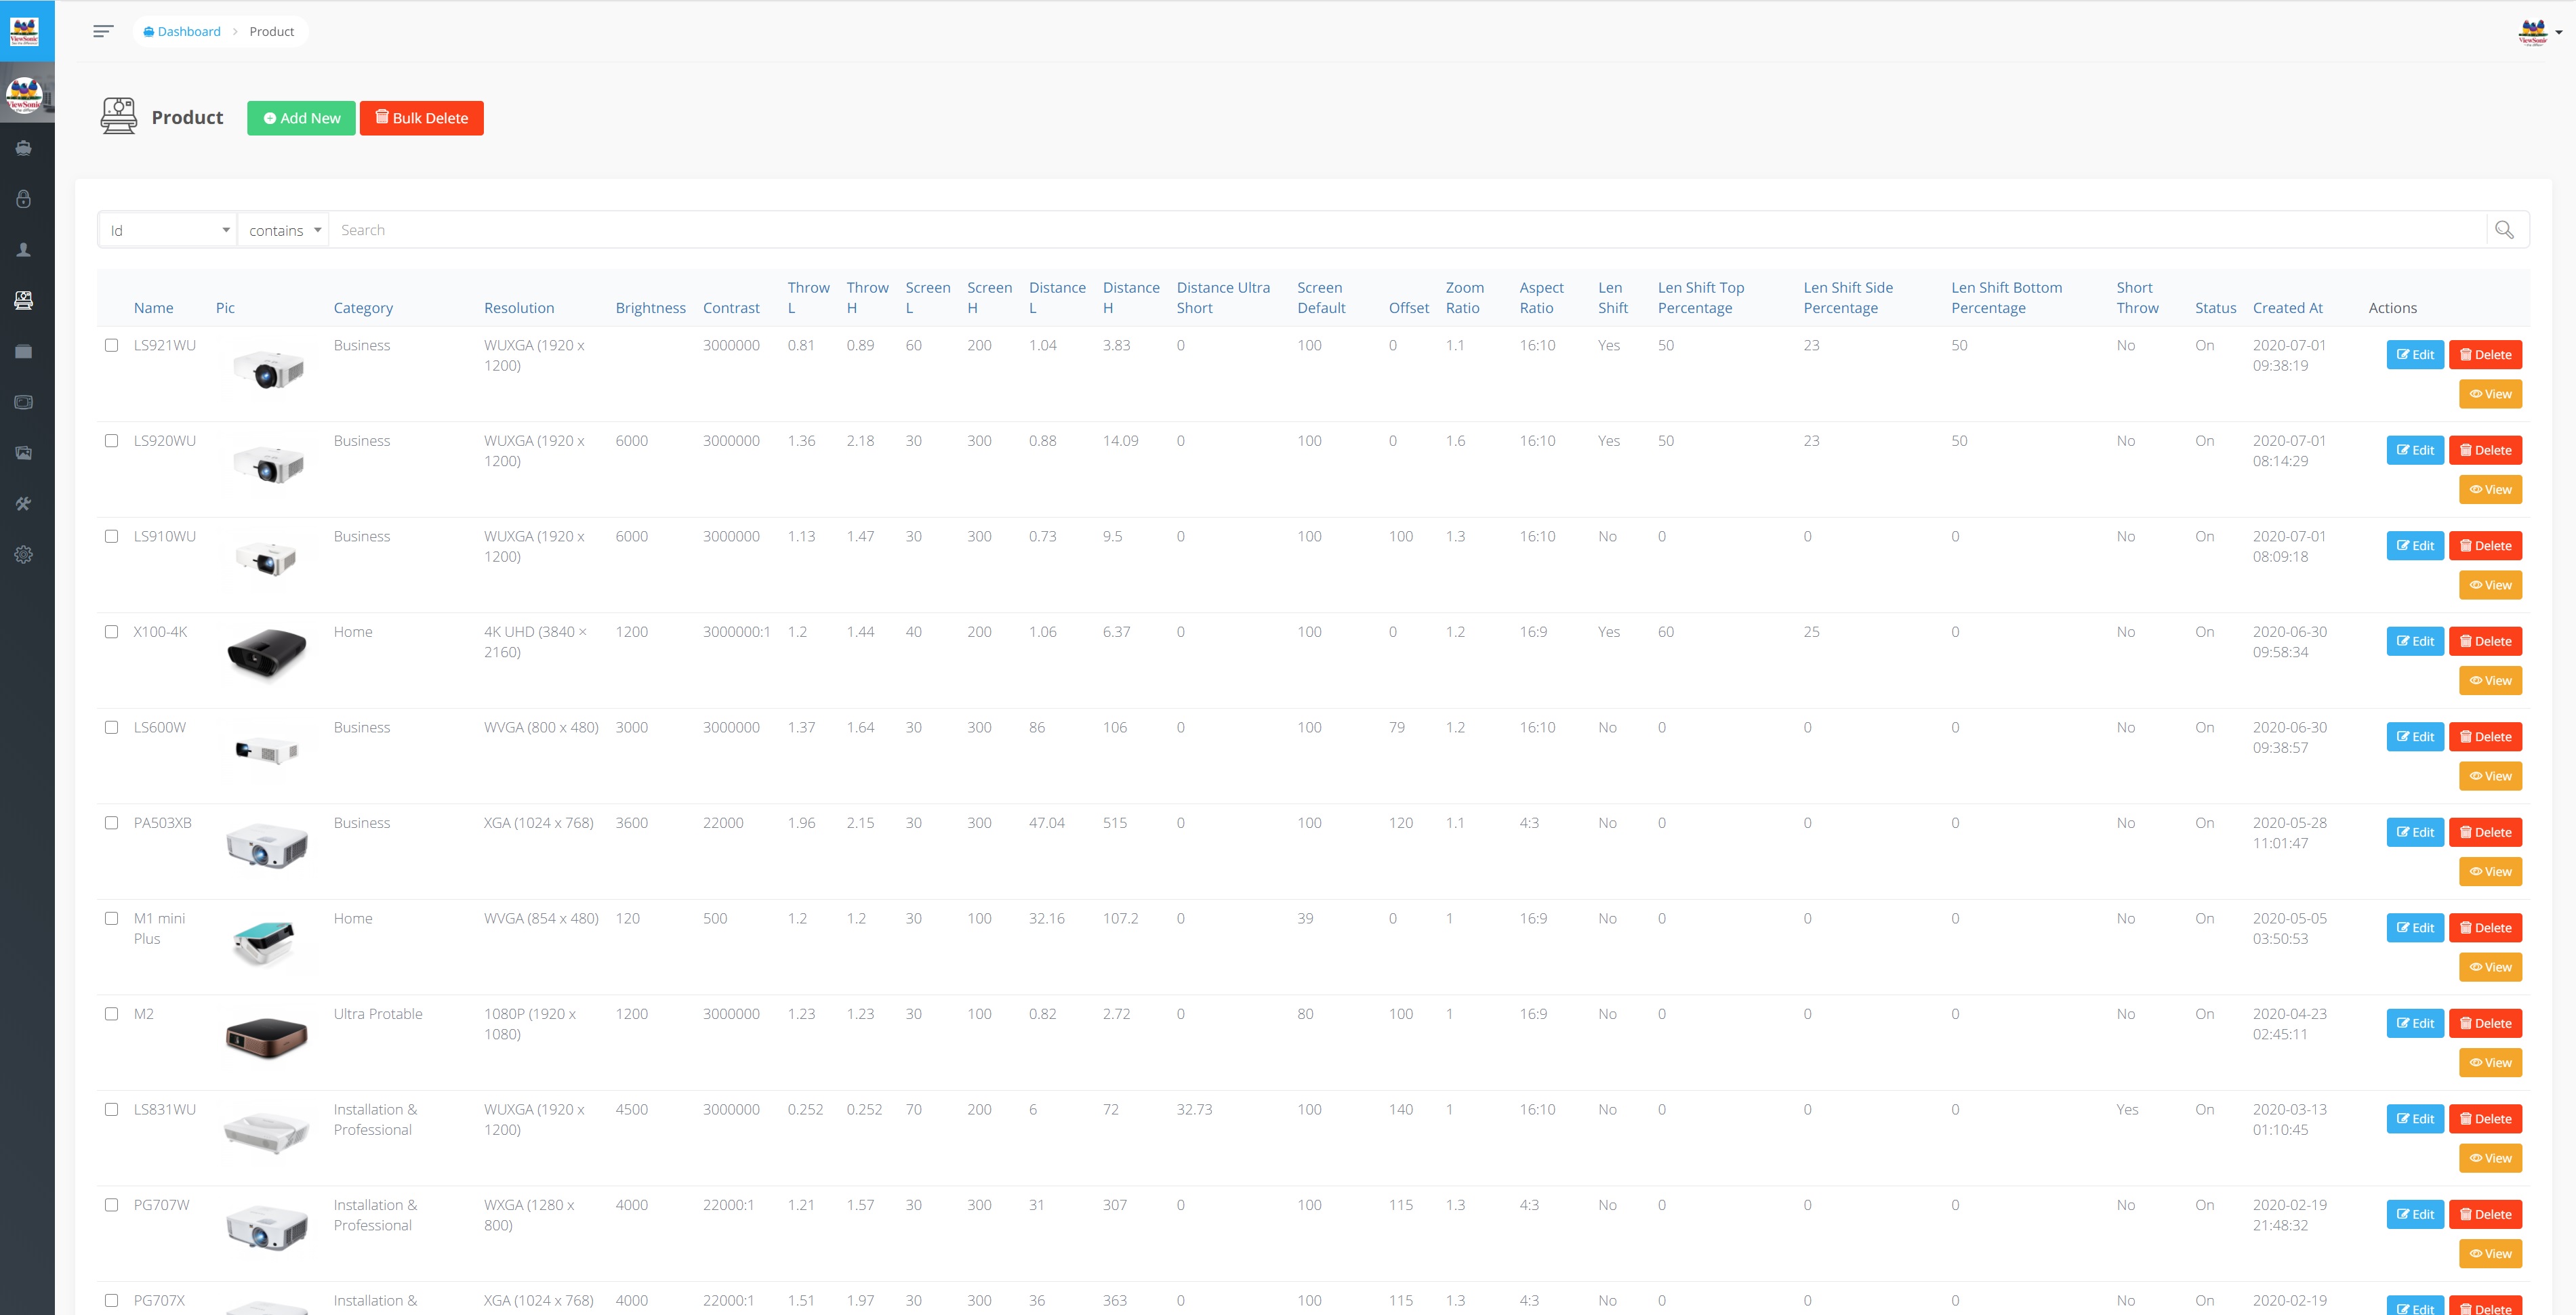 Dashboard > Product
Product
Add New
Bulk Delete
Id contains Search
Name Pic Category Resolution Brightness Contrast Throw L Throw H Screen L Screen H Distance L Distance H Distance Ultra Short Screen Default Offset Zoom Ratio Aspect Ratio Len Shift Len Shift Top Percentage Len Shift Side Percentage Len Shift Bottom Percentage Short Throw Status Created At Actions
LS921WU Business WUXGA (1920 x 1200) 3000000 0.81 0.89 60 200 1.04 3.83 0 100 1.1 16:10 Yes 50 23 50 No On 2020-07-01 09:38:19 Edit Delete View
LS920WU Business WUXGA (1920 x 1200) 6000 3000000 1.36 2.18 30 300 0.88 14.09 0 100 0 1.6 16:10 Yes 50 23 50 No On 2020-07-01 08:14:29 Edit Delete View
LS910WU Business WUXGA (1920 x 1200) 6000 3000000 1.13 1.47 30 300 0.73 9.5 0 100 100 1.3 16:10 No 0 0 0 No On 2020-07-01 08:09:18 Edit Delete View
X100-4K Home 4K UHD (3840 × 2160) 1200 3000000:1 1.2 1.44 40 200 1.06 6.37 0 100 0 1.2 16:9 Yes 60 25 0 No On 2020-06-30 09:58:34 Edit Delete View
LS600W Business WVGA (800 x 480) 3000 3000000 1.37 1.64 30 300 86 106 0 100 79 1.2 16:10 No 0 0 0 No On 2020-06-30 09:38:57 Edit Delete View
PA503XB Business XGA (1024 x 768) 3600 22000 1.96 2.15 30 300 47.04 515 0 100 120 1.1 4:3 No 0 0 0 No On 2020-05-28 11:01:47 Edit Delete View
M1 mini Plus Home WVGA (854 x 480) 120 500 1.2 1.2 30 100 32.16 107.2 0 39 0 1 16:9 No 0 0 0 No On 2020-05-05 03:50:53 Edit Delete View
M2 Ultra Protable 1080P (1920 x 1080) 1200 3000000 1.23 1.23 30 100 0.82 2.72 0 80 100 1 16:9 No 0 0 0 No On 2020-04-23 02:45:11 Edit Delete View
LS831WU Installation & Professional WUXGA (1920 x 1200) 4500 3000000 0.252 0.252 70 200 6 72 32.73 100 140 1 16:10 No 0 0 0 Yes On 2020-03-13 01:10:45 Edit Delete View
PG707W Installation & Professional WXGA (1280 x 800) 4000 22000:1 1.21 1.57 30 300 31 307 0 100 115 1.3 4:3 No 0 0 0 No On 2020-02-19 21:48:32 Edit Delete View
PG707X Installation & XGA (1024 x 768) 4000 22000:1 1.51 1.97 30 300 36 363 0 100 115 1.3 4:3 No 0 0 0 No On 2020-02-19 Edit Delete